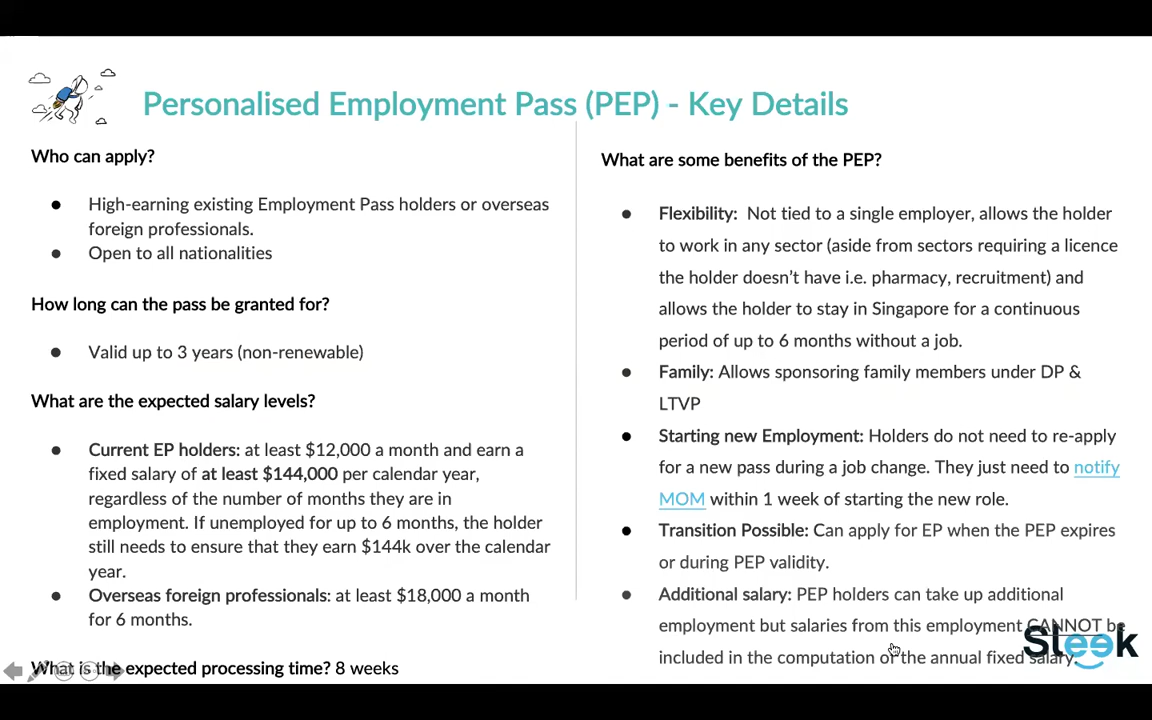 Personalised Employment Pass (PEP) - Key Details
Who can apply?
● High-earning existing Employment Pass holders or overseas
foreign professionals.
● Open to all nationalities
How long can the pass be granted for?
● Valid up to 3 years (non-renewable)
What are the expected salary levels?
● Current EP holders: at least $12,000 a month and earn a
fixed salary of at least $144,000 per calendar year,
regardless of the number of months they are in
employment. If unemployed for up to 6 months, the holder
still needs to ensure that they earn $144k over the calendar
year.
● Overseas foreign professionals: at least $18,000 a month
for 6 months.
What is the expected processing time? 8 weeks
What are some benefits of the PEP?
● Flexibility: Not tied to a single employer, allows the holder
to work in any sector (aside from sectors requiring a licence
the holder doesn't have i.e. pharmacy, recruitment) and
allows the holder to stay in Singapore for a continuous
period of up to 6 months without a job.
● Family: Allows sponsoring family members under DP &
LTVP
● Starting new Employment: Holders do not need to re-apply
for a new pass during a job change. They just need to notify
MOM within 1 week of starting the new role.
● Transition Possible: Can apply for EP when the PEP expires
or during PEP validity.
● Additional salary: PEP holders can take up additional
employment but salaries from this employment CANNOT be
included in the computation of the annual fixed salary.
Sleek